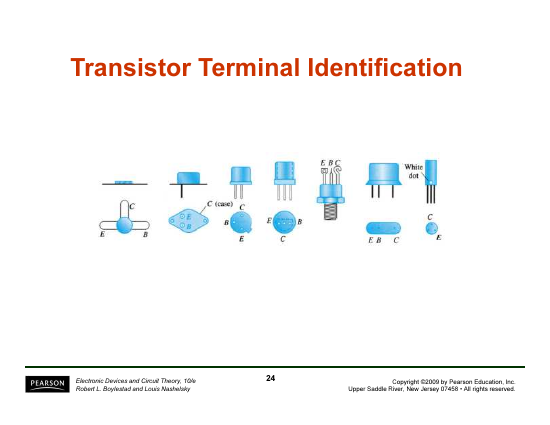 Transistor Terminal Identification
E B C
White
dot
C
C (case)
E
B
E
B
C
B
E
E
B
C
E B C
C
E
Electronic Devices and Circuit Theory, 10/e
Robert L. Boylestad and Louis Nashelsky
PEARSON
24
Copyright ©2009 by Pearson Education, Inc.
Upper Saddle River, New Jersey 07458 • All rights reserved.